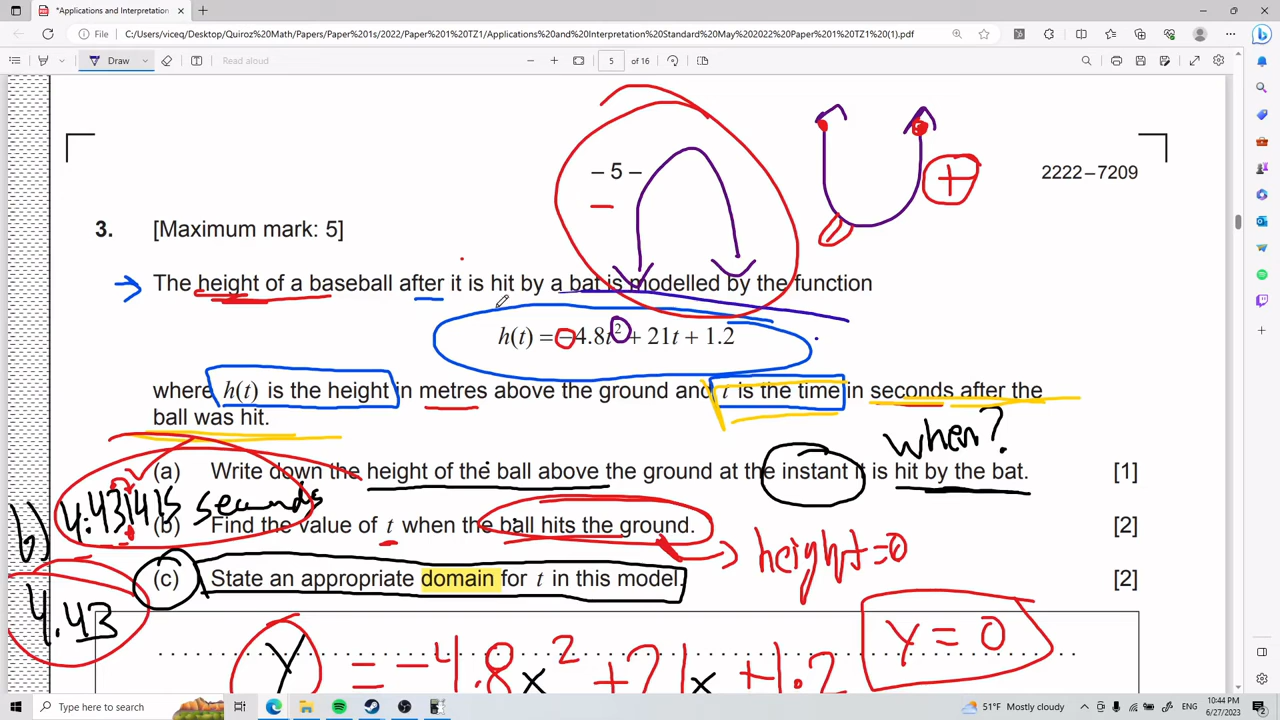 *Applications and Interpretation
File
C:/Users/viceq/Desktop/Quiroz%20Math/Papers/Paper%201s/2022/Paper%201%20TZ1/Applications%20and%20Interpretation%20Standard%20May%202022%20Paper%201%20TZ1%20(1).pdf
Draw
Read aloud
5
of 16
– 5 –
2222–7209
+
–
3. [Maximum mark: 5]
The height of a baseball after it is hit by a bat is modelled by the function
h(t) = −4.8t² + 21t + 1.2
where h(t) is the height in metres above the ground and t is the time in seconds after the
ball was hit.
when?
(a) Write down the height of the ball above the ground at the instant it is hit by the bat. [1]
4.431415 seconds
b)
(b) Find the value of t when the ball hits the ground. [2]
height=0
(c) State an appropriate domain for t in this model. [2]
4.43
y = 0
y = -4.8x² + 21x + 1.2
Type here to search
51°F Mostly cloudy
10:44 PM
6/27/2023
2